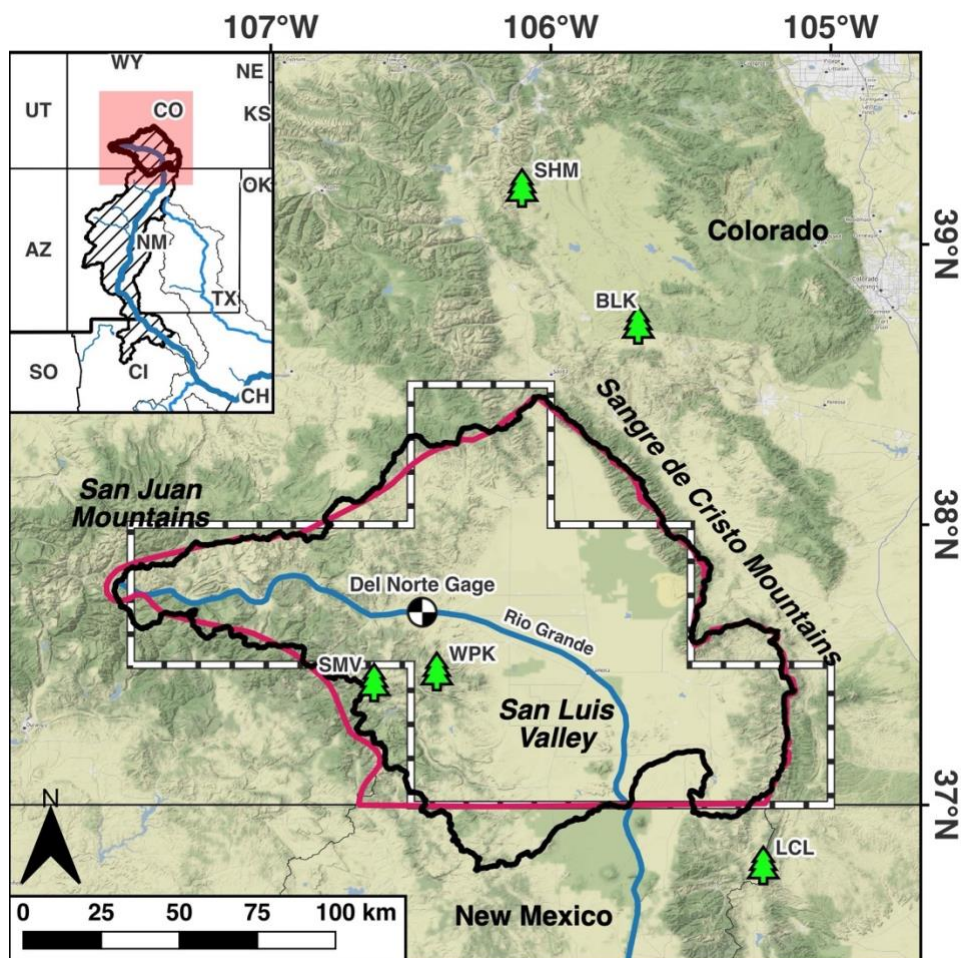 107°W 106°W 105°W
WY
NE
UT
CO
KS
OK
AZ
NM
TX
SO
CI
CH
SHM
39°N
Colorado
BLK
Sangre de Cristo Mountains
San Juan
Mountains
38°N
Del Norte Gage
Rio Grande
SMV
WPK
San Luis
Valley
37°N
N
LCL
New Mexico
0 25 50 75 100 km